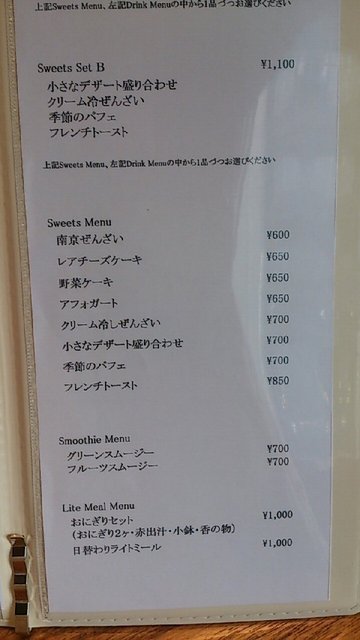 上記Sweets Menu、左記Drink Menuの中から1品づつお選びください
Sweets Set B ¥1,100
小さなデザート盛り合わせ
クリーム冷ぜんざい
季節のパフェ
フレンチトースト
上記Sweets Menu、左記Drink Menuの中から1品づつお選びください
Sweets Menu
南京ぜんざい ¥600
レアチーズケーキ ¥650
野菜ケーキ ¥650
アフォガート ¥650
クリーム冷しぜんざい ¥700
小さなデザート盛り合わせ ¥700
季節のパフェ ¥700
フレンチトースト ¥850
Smoothie Menu
グリーンスムージー ¥700
フルーツスムージー ¥700
Lite Meal Menu
おにぎりセット ¥1,000
(おにぎり2ヶ・赤出汁・小鉢・香の物)
日替わりライトミール ¥1,000